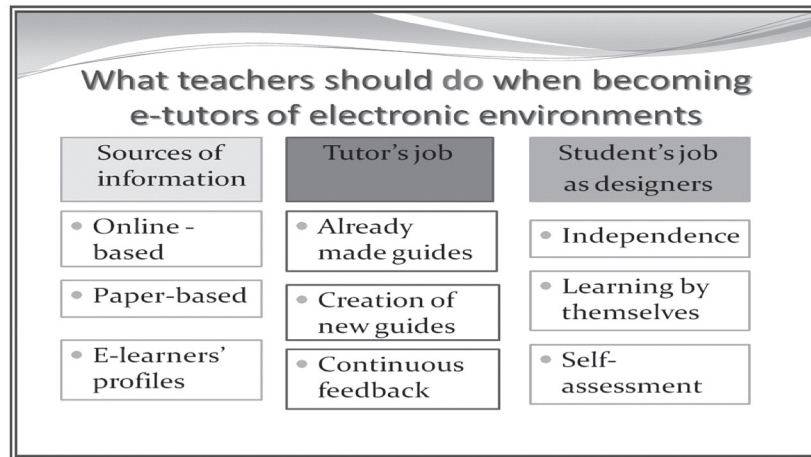 What teachers should do when becoming
e-tutors of electronic environments
Sources of
information
• Online -
based
• Paper-based
• E-learners’
profiles
Tutor’s job
• Already
made guides
• Creation of
new guides
• Continuous
feedback
Student’s job
as designers
• Independence
• Learning by
themselves
• Self-
assessment